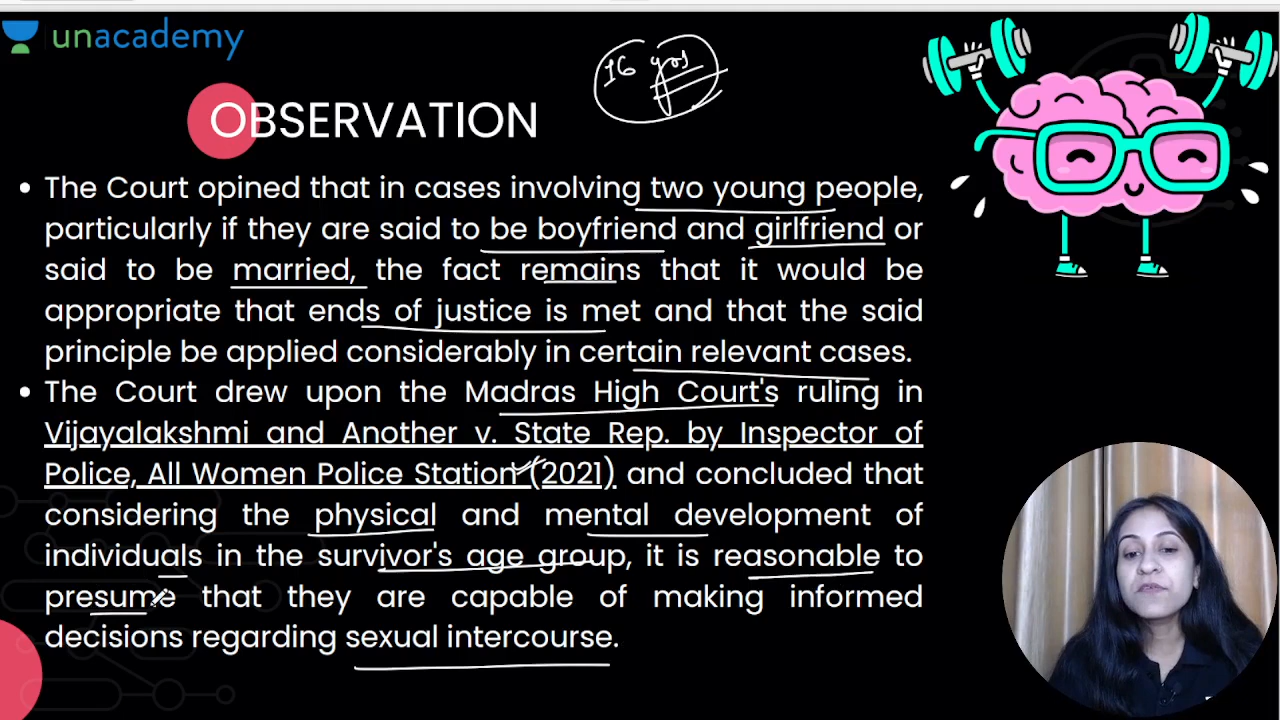 unacademy
16 yrs
OBSERVATION
• The Court opined that in cases involving two young people,
particularly if they are said to be boyfriend and girlfriend or
said to be married, the fact remains that it would be
appropriate that ends of justice is met and that the said
principle be applied considerably in certain relevant cases.
• The Court drew upon the Madras High Court's ruling in
Vijayalakshmi and Another v. State Rep. by Inspector of
Police, All Women Police Station (2021) and concluded that
considering the physical and mental development of
individuals in the survivor's age group, it is reasonable to
presume that they are capable of making informed
decisions regarding sexual intercourse.